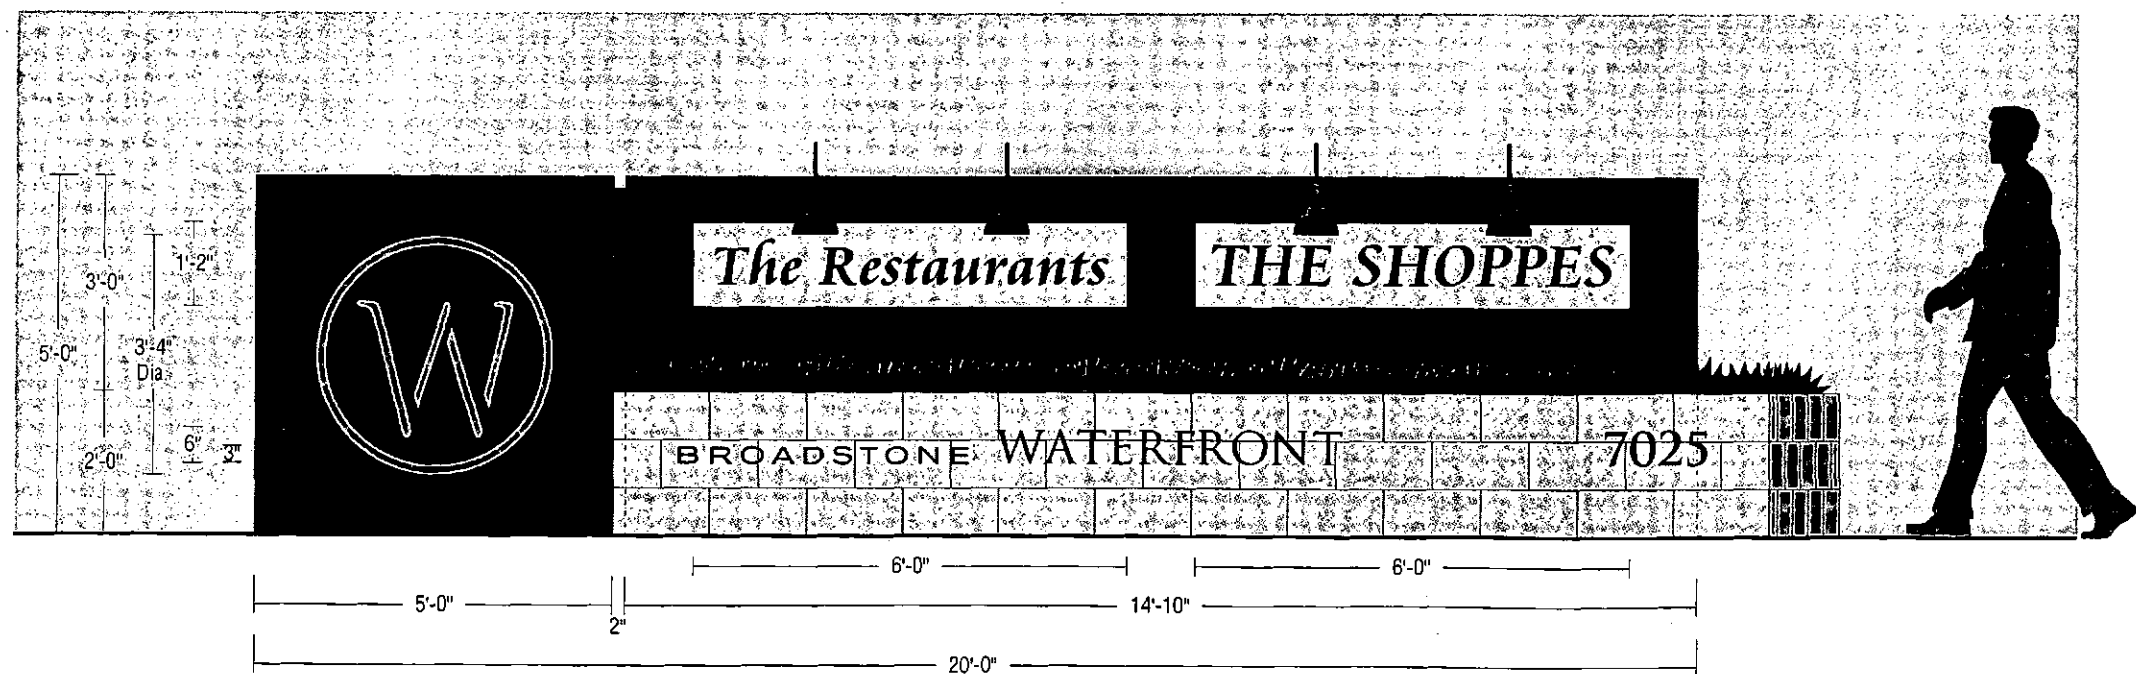 W
The Restaurants
THE SHOPPES
BROADSTONE WATERFRONT 7025
1'-2"
3'-0"
5'-0"
3'-4"
Dia.
6"
3"
2'-0"
6'-0"
6'-0"
5'-0"
2"
14'-10"
20'-0"